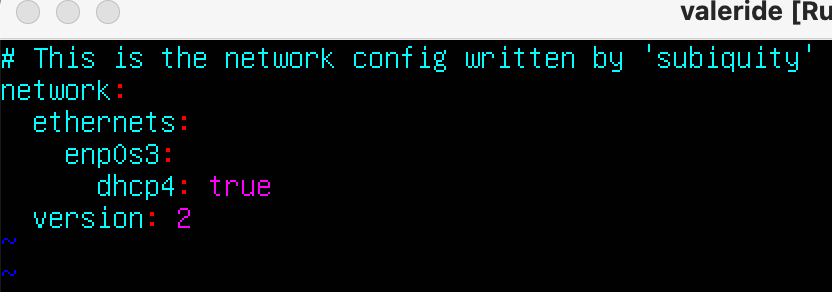 valeride [Ru
# This is the network config written by 'subiquity'
network:
  ethernets:
    enp0s3:
      dhcp4: true
  version: 2
~
~